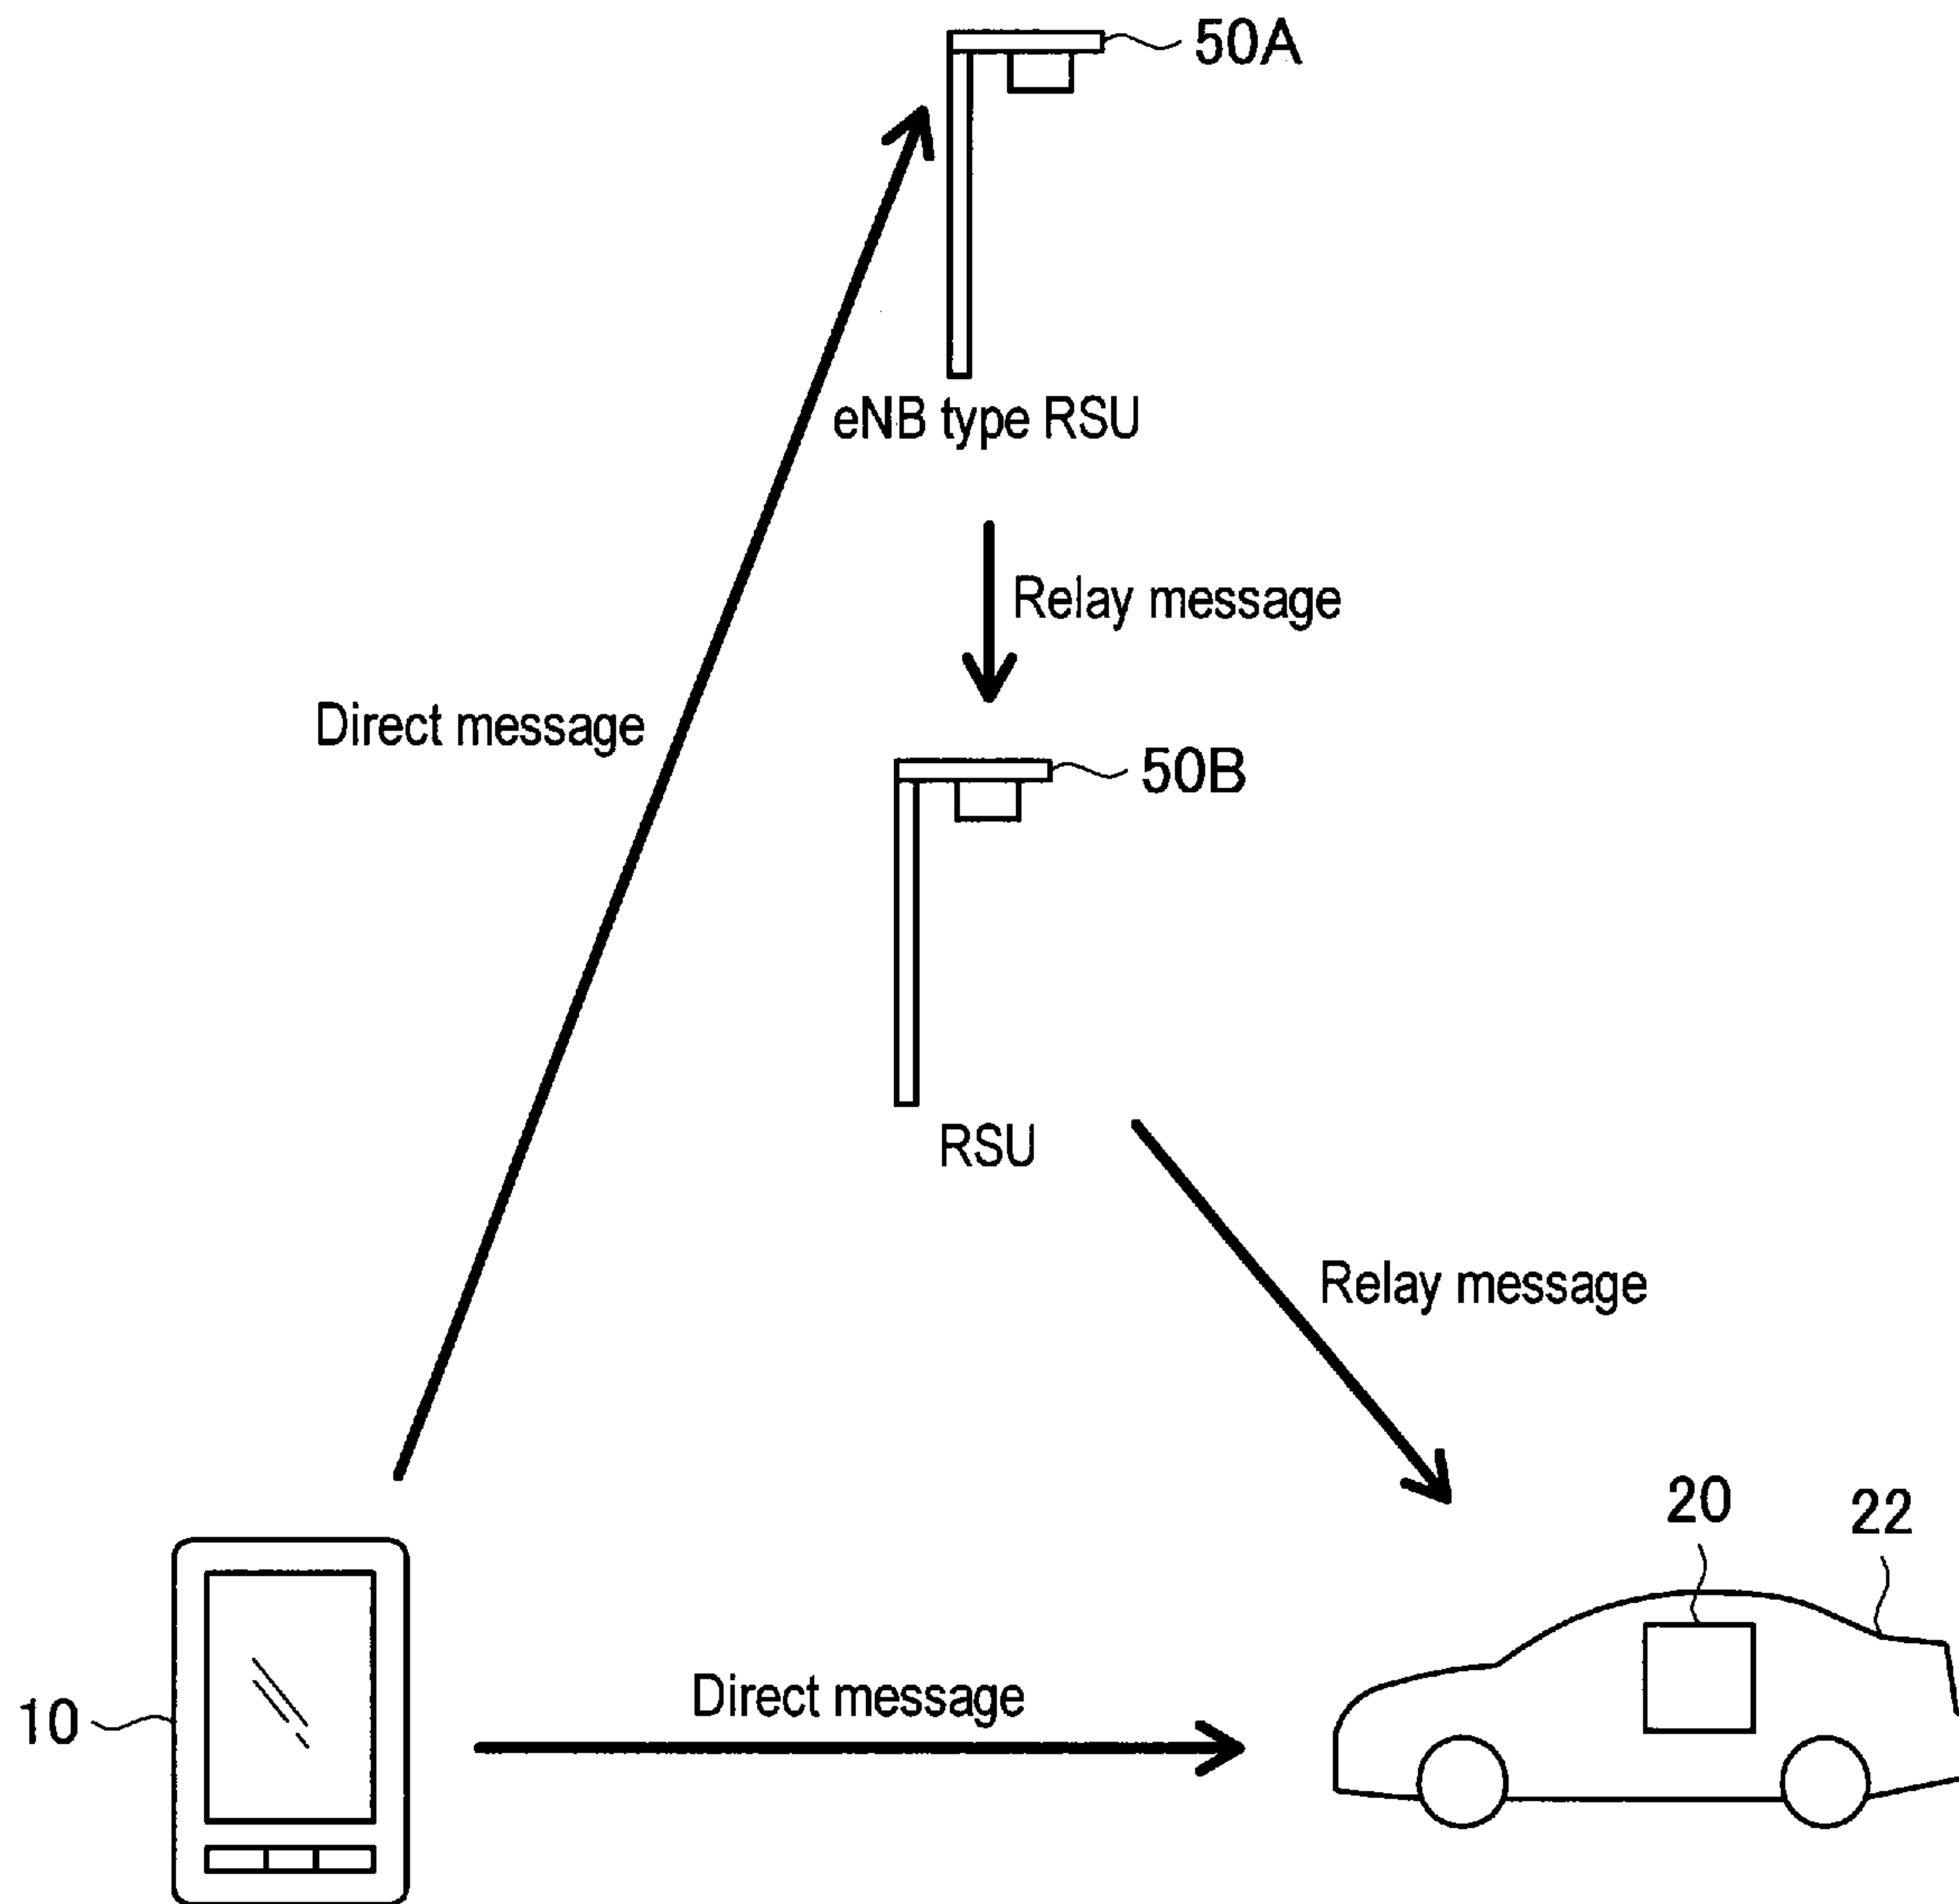 50A
eNB type RSU
Relay message
Direct message
50B
RSU
Relay message
20
22
Direct message
10